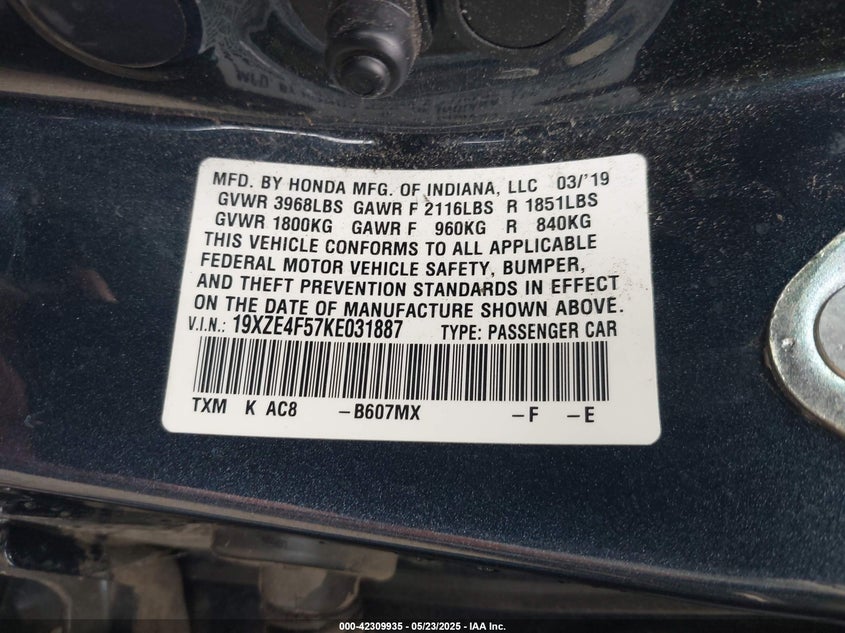 MFD. BY HONDA MFG. OF INDIANA, LLC 03/'19
GVWR 3968LBS GAWR F 2116LBS R 1851LBS
GVWR 1800KG GAWR F 960KG R 840KG
THIS VEHICLE CONFORMS TO ALL APPLICABLE
FEDERAL MOTOR VEHICLE SAFETY, BUMPER,
AND THEFT PREVENTION STANDARDS IN EFFECT
ON THE DATE OF MANUFACTURE SHOWN ABOVE.
V.I.N.: 19XZE4F57KE031887 TYPE: PASSENGER CAR
TXM K AC8 -B607MX -F -E
000-42309935 - 05/23/2025 - IAA Inc.